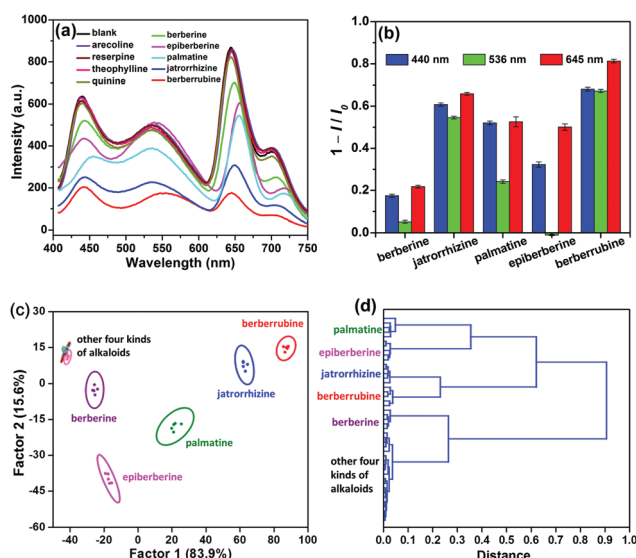 (a)
blank
arecoline
reserpine
theophylline
quinine
berberine
epiberberine
palmatine
jatrorrhizine
berberrubine
Intensity (a.u.)
1000
800
600
400
200
0
400 450 500 550 600 650 700 750
Wavelength (nm)
(b)
440 nm 536 nm 645 nm
1 – I / I0
1.0
0.8
0.6
0.4
0.2
0.0
berberine
jatrorrhizine
palmatine
epiberberine
berberrubine
(c)
other four kinds
of alkaloids
berberrubine
jatrorrhizine
berberine
palmatine
epiberberine
Factor 2 (15.6%)
30
15
0
-15
-30
-45
-60
-40 -20 0 20 40 60 80 100
Factor 1 (83.9%)
(d)
palmatine
epiberberine
jatrorrhizine
berberrubine
berberine
other four
kinds of
alkaloids
0.0 0.1 0.2 0.3 0.4 0.5 0.6 0.7 0.8 0.9 1.0
Distance